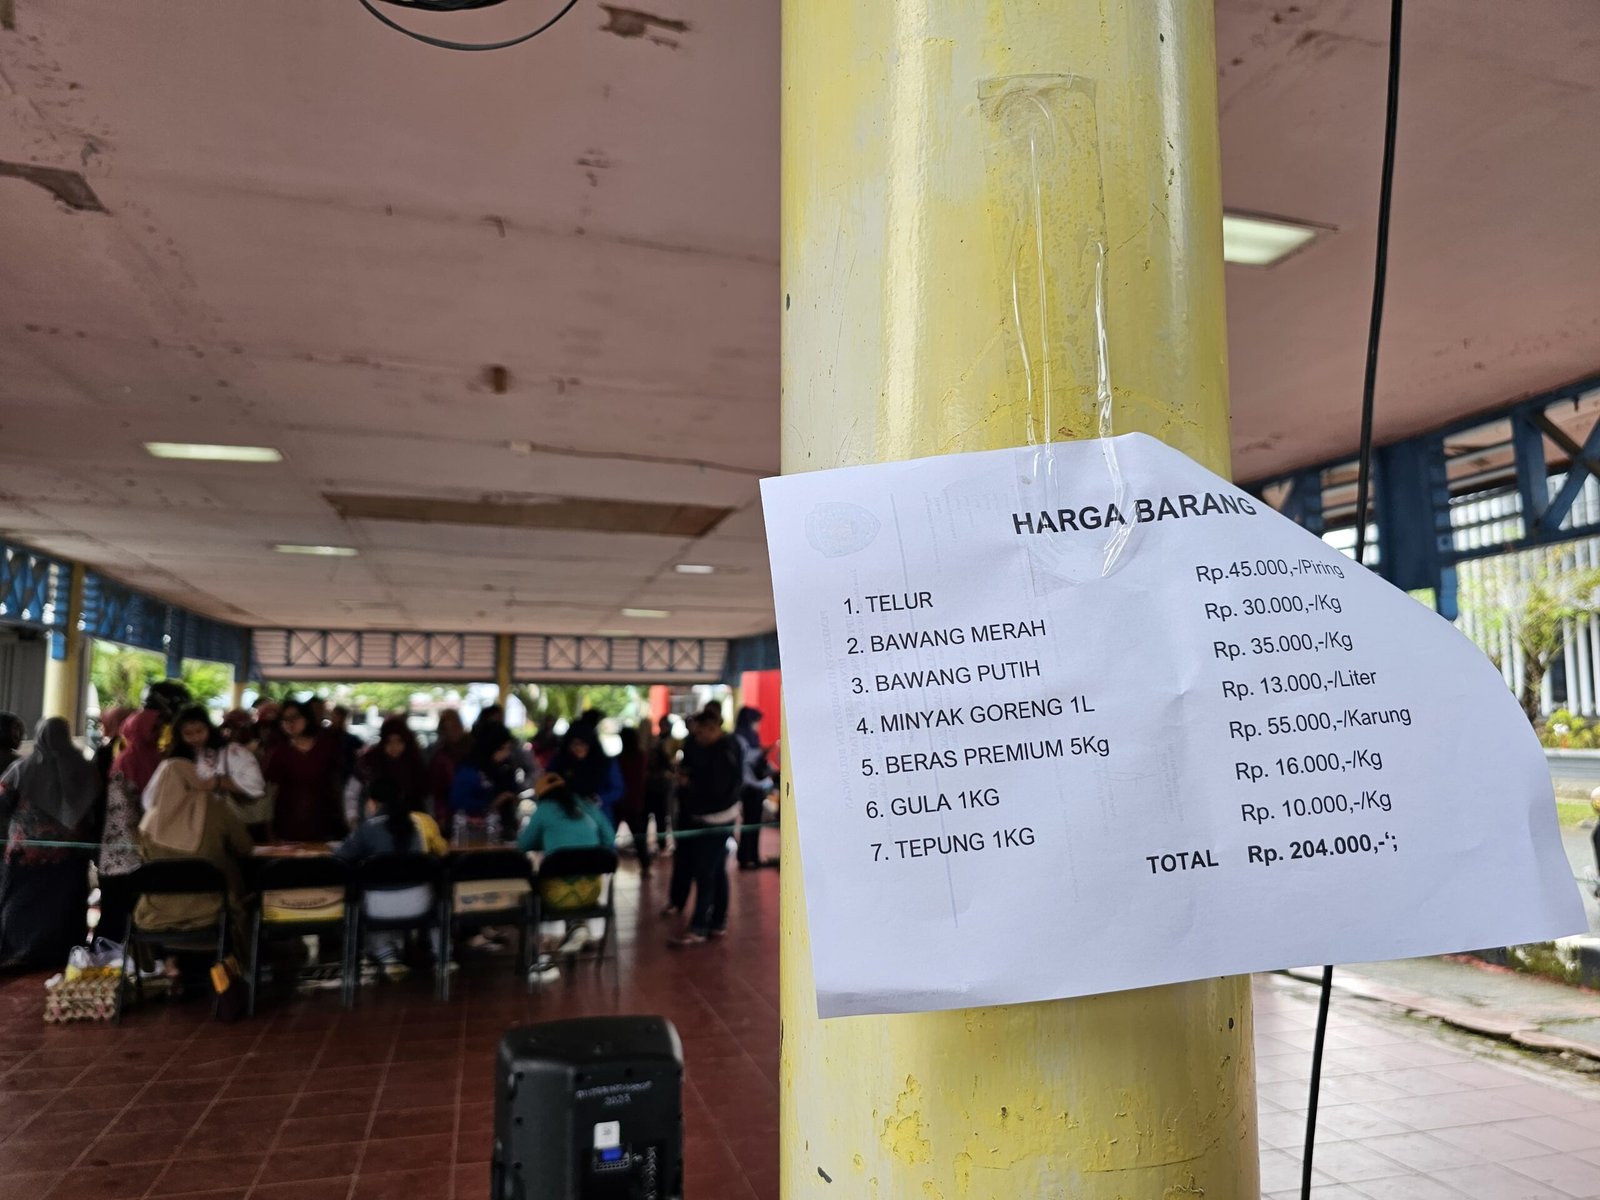 HARGA BARANG
1. TELUR Rp.45.000,-/Piring
2. BAWANG MERAH Rp. 30.000,-/Kg
3. BAWANG PUTIH Rp. 35.000,-/Kg
4. MINYAK GORENG 1L Rp. 13.000,-/Liter
5. BERAS PREMIUM 5Kg Rp. 55.000,-/Karung
6. GULA 1KG Rp. 16.000,-/Kg
7. TEPUNG 1KG Rp. 10.000,-/Kg
TOTAL Rp. 204.000,-‘;
2025